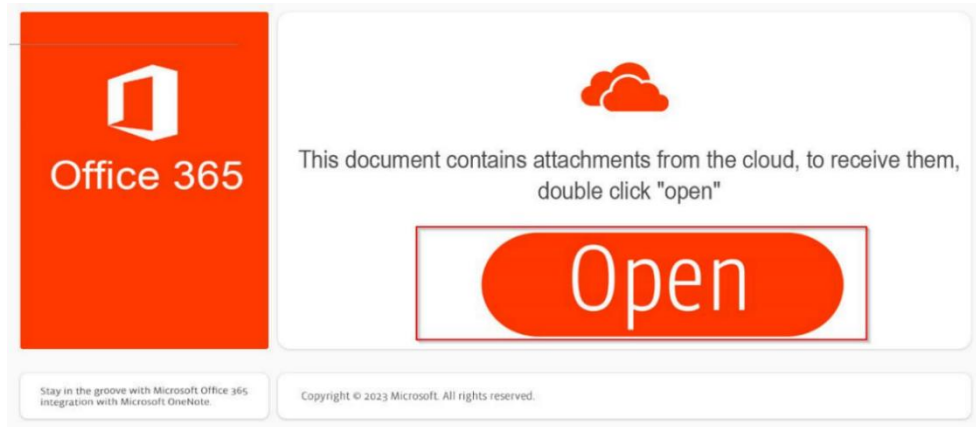 Office 365
This document contains attachments from the cloud, to receive them,
double click "open"
Open
Stay in the groove with Microsoft Office 365
integration with Microsoft OneNote.
Copyright © 2023 Microsoft. All rights reserved.